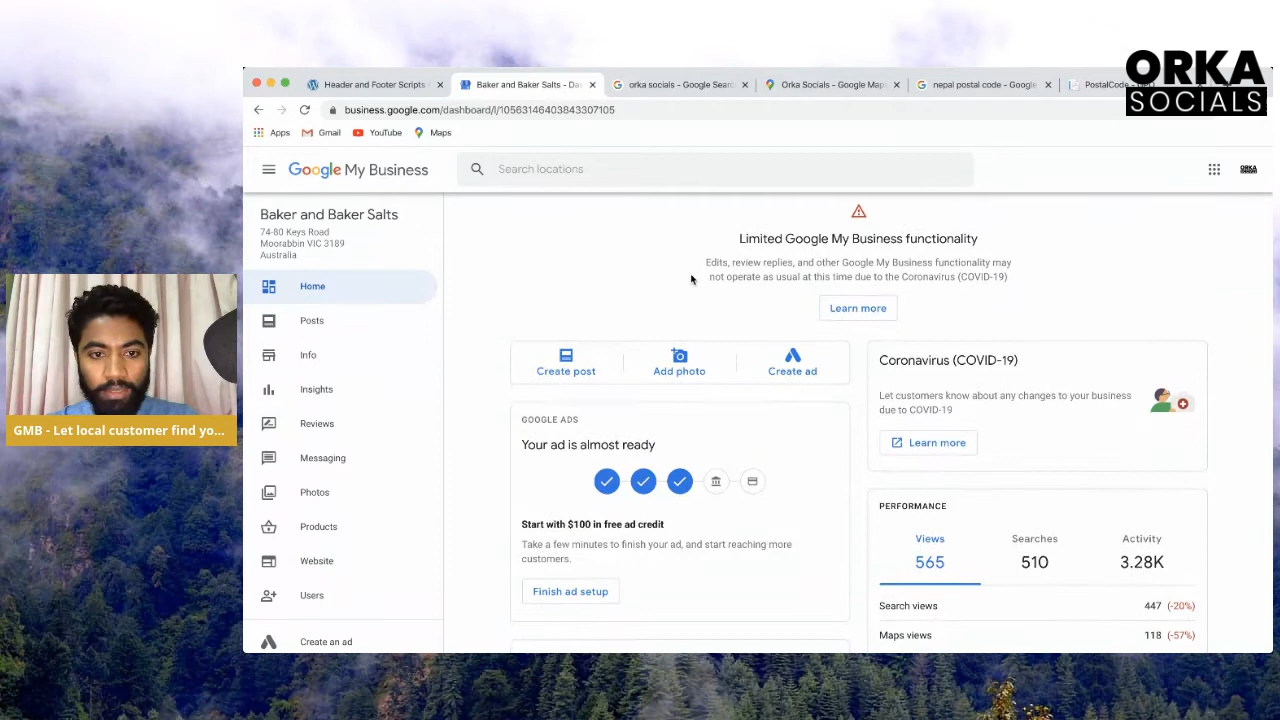 ORKA
SOCIALS
Header and Footer Scripts
Baker and Baker Salts - Da
orka socials - Google Searc
Orka Socials - Google Maps
nepal postal code - Google
PostalCode
business.google.com/dashboard/l/10563146403843307105
Apps
Gmail
YouTube
Maps
Google My Business
Search locations
ORKA
Baker and Baker Salts
74-80 Keys Road
Moorabbin VIC 3189
Australia
Home
Posts
Info
Insights
Reviews
Messaging
Photos
Products
Website
Users
Create an ad
Limited Google My Business functionality
Edits, review replies, and other Google My Business functionality may
not operate as usual at this time due to the Coronavirus (COVID-19)
Learn more
Create post
Add photo
Create ad
GOOGLE ADS
Your ad is almost ready
Start with $100 in free ad credit
Take a few minutes to finish your ad, and start reaching more
customers.
Finish ad setup
Coronavirus (COVID-19)
Let customers know about any changes to your business
due to COVID-19
Learn more
PERFORMANCE
Views
Searches
Activity
565
510
3.28K
Search views
447 (-20%)
Maps views
118 (-57%)
GMB - Let local customer find yo...